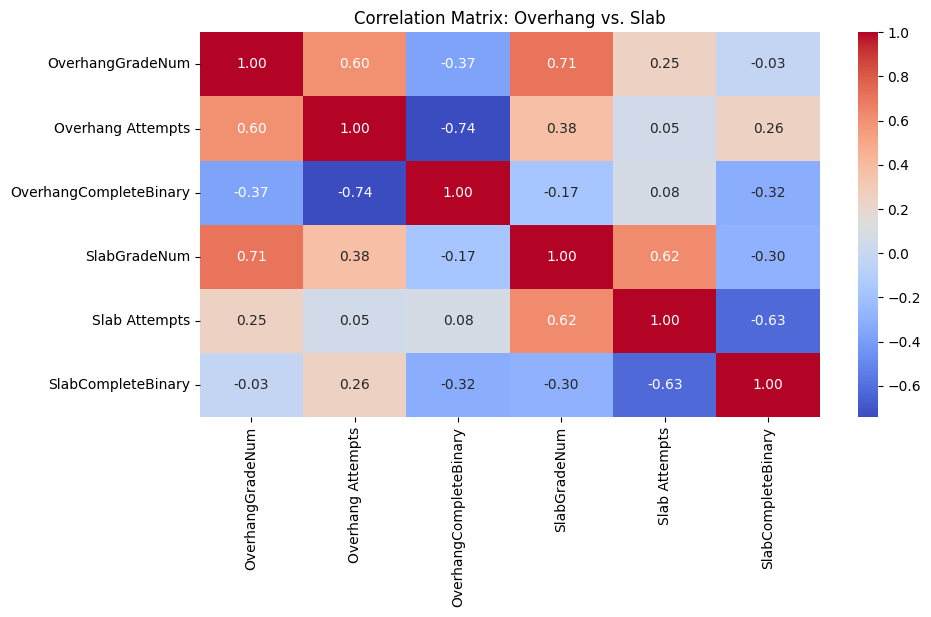 Correlation Matrix: Overhang vs. Slab
OverhangGradeNum 1.00 0.60 -0.37 0.71 0.25 -0.03
Overhang Attempts 0.60 1.00 -0.74 0.38 0.05 0.26
OverhangCompleteBinary -0.37 -0.74 1.00 -0.17 0.08 -0.32
SlabGradeNum 0.71 0.38 -0.17 1.00 0.62 -0.30
Slab Attempts 0.25 0.05 0.08 0.62 1.00 -0.63
SlabCompleteBinary -0.03 0.26 -0.32 -0.30 -0.63 1.00
OverhangGradeNum
Overhang Attempts
OverhangCompleteBinary
SlabGradeNum
Slab Attempts
SlabCompleteBinary
1.0
0.8
0.6
0.4
0.2
0.0
−0.2
−0.4
−0.6